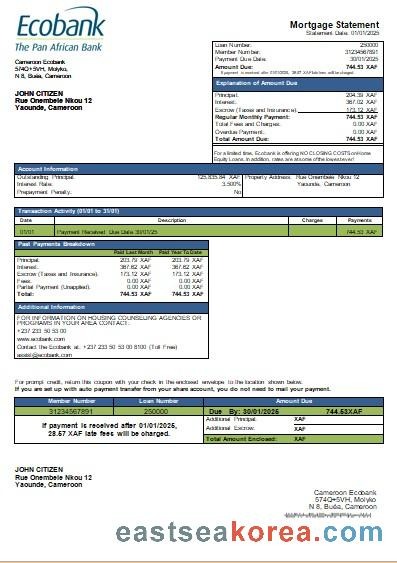 Ecobank
The Pan African Bank
Mortgage Statement
Statement Date: 01/01/2025
Cameroon Ecobank
574Q+5VH, Molyko,
N 8, Buéa, Cameroon
JOHN CITIZEN
Rue Onembele Nkou 12
Yaounde, Cameroon
Loan Number: 250000
Member Number: 31234567891
Payment Due Date: 30/01/2025
Amount Due: 744.53 XAF
If payment is received after 01/01/2025, 28.67 XAF late fees will be charged.
Explanation of Amount Due
Principal: 204.39 XAF
Interest: 367.02 XAF
Escrow (Taxes and Insurance): 173.12 XAF
Regular Monthly Payment: 744.53 XAF
Total Fees and Charges: 0.00 XAF
Overdue Payment: 0.00 XAF
Total Amount Due: 744.53 XAF
For a limited time, Ecobank is offering NO CLOSING COSTS on Home
Equity Loans. In addition, rates are at some of the lowest ever!
Account Information
Outstanding Principal: 125,835.84 XAF Property Address: Rue Onembele Nkou 12
Interest Rate: 3.500% Yaounde, Cameroon
Prepayment Penalty: No
Transaction Activity (01/01 to 31/01)
Date Description Charges Payments
01/01 Payment Received Due Date 30/01/25 744.53 XAF
Past Payments Breakdown
Paid Last Month Paid Year To Date
Principal: 203.79 XAF 203.79 XAF
Interest: 367.62 XAF 367.62 XAF
Escrow (Taxes and Insurance): 173.12 XAF 173.12 XAF
Fees: 0.00 XAF 0.00 XAF
Partial Payment (Unapplied): 0.00 XAF 0.00 XAF
Total: 744.53 XAF 744.53 XAF
Additional Information
FOR INFORMATION ON HOUSING COUNSELING AGENCIES OR
PROGRAMS IN YOUR AREA CONTACT:
+237 233 50 53 00
www.ecobank.com
Contact the Ecobank at: +237 233 50 53 00 8100 (Toll Free)
assist@ecobank.com
For prompt credit, return this coupon with your check in the enclosed envelope to the location shown below.
If you are set up with auto payment transfer from your share account, you do not need to mail your payment.
Member Number Loan Number Amount Due
31234567891 250000 Due By: 30/01/2025 744.53XAF
If payment is received after 01/01/2025,
28.67 XAF late fees will be charged.
Additional Principal: XAF
Additional Escrow: XAF
Total Amount Enclosed: XAF
JOHN CITIZEN
Rue Onembele Nkou 12
Yaounde, Cameroon
Cameroon Ecobank
574Q+5VH, Molyko,
N 8, Buéa, Cameroon
eastseakorea.com